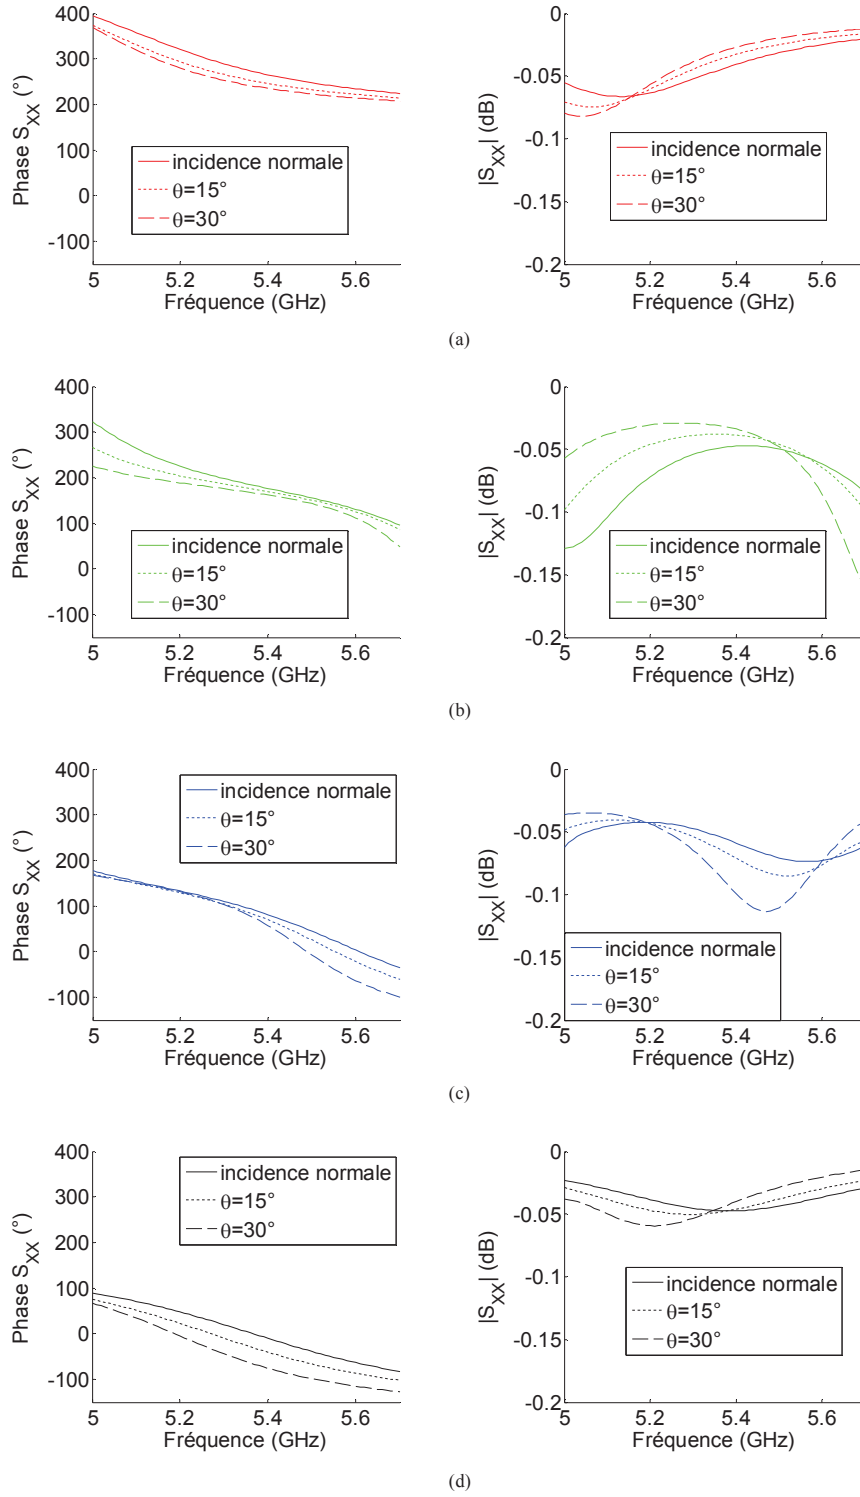 400
300
200
100
0
-100
Phase S_XX (°)
incidence normale
θ=15°
θ=30°
5 5.2 5.4 5.6
Fréquence (GHz)
0
-0.05
-0.1
-0.15
-0.2
|S_XX| (dB)
incidence normale
θ=15°
θ=30°
5 5.2 5.4 5.6
Fréquence (GHz)
(a)
400
300
200
100
0
-100
Phase S_XX (°)
incidence normale
θ=15°
θ=30°
5 5.2 5.4 5.6
Fréquence (GHz)
0
-0.05
-0.1
-0.15
-0.2
|S_XX| (dB)
incidence normale
θ=15°
θ=30°
5 5.2 5.4 5.6
Fréquence (GHz)
(b)
400
300
200
100
0
-100
Phase S_XX (°)
incidence normale
θ=15°
θ=30°
5 5.2 5.4 5.6
Fréquence (GHz)
0
-0.05
-0.1
-0.15
-0.2
|S_XX| (dB)
incidence normale
θ=15°
θ=30°
5 5.2 5.4 5.6
Fréquence (GHz)
(c)
400
300
200
100
0
-100
Phase S_XX (°)
incidence normale
θ=15°
θ=30°
5 5.2 5.4 5.6
Fréquence (GHz)
0
-0.05
-0.1
-0.15
-0.2
|S_XX| (dB)
incidence normale
θ=15°
θ=30°
5 5.2 5.4 5.6
Fréquence (GHz)
(d)